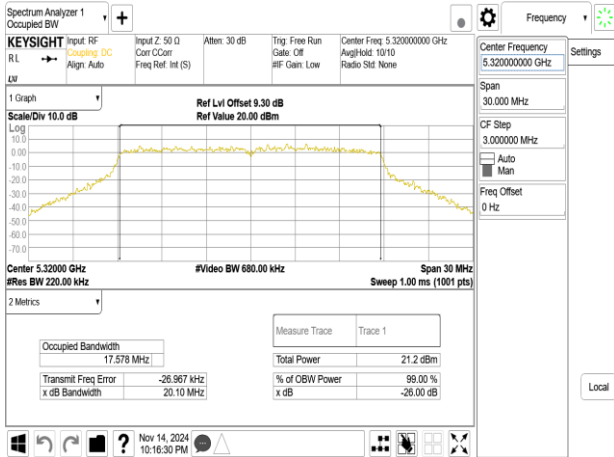 Spectrum Analyzer 1
Occupied BW
+
Frequency
KEYSIGHT
RL
LXI
Input: RF
Coupling: DC
Align: Auto
Input Z: 50 Ω
Corr CCorr
Freq Ref: Int (S)
Atten: 30 dB
Trig: Free Run
Gate: Off
#IF Gain: Low
Center Freq: 5.320000000 GHz
Avg|Hold: 10/10
Radio Std: None
Center Frequency
5.320000000 GHz
Settings
Span
30.000 MHz
CF Step
3.000000 MHz
Auto
Man
Freq Offset
0 Hz
Local
1 Graph
Scale/Div 10.0 dB
Ref Lvl Offset 9.30 dB
Ref Value 20.00 dBm
Log
10.0
0.00
-10.0
-20.0
-30.0
-40.0
-50.0
-60.0
-70.0
Center 5.32000 GHz
#Res BW 220.00 kHz
#Video BW 680.00 kHz
Span 30 MHz
Sweep 1.00 ms (1001 pts)
2 Metrics
Measure Trace Trace 1
Occupied Bandwidth
17.578 MHz
Total Power 21.2 dBm
Transmit Freq Error -26.967 kHz
% of OBW Power 99.00 %
x dB Bandwidth 20.10 MHz
x dB -26.00 dB
?
Nov 14, 2024
10:16:30 PM